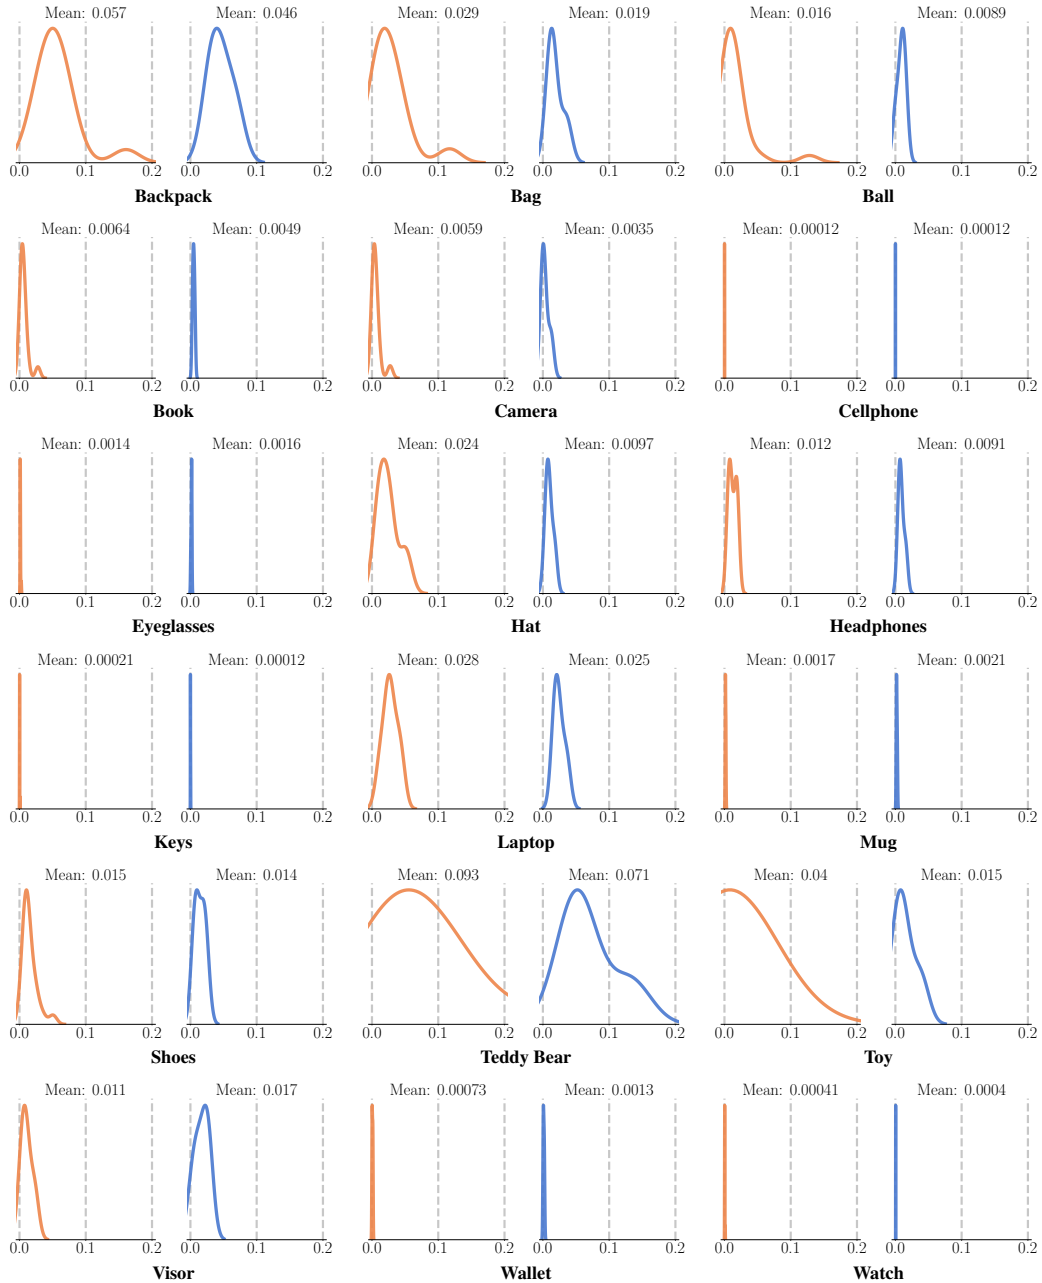 Mean: 0.057 Mean: 0.046 Mean: 0.029 Mean: 0.019 Mean: 0.016 Mean: 0.0089
0.0 0.1 0.2 0.0 0.1 0.2 0.0 0.1 0.2 0.0 0.1 0.2 0.0 0.1 0.2 0.0 0.1 0.2
Backpack Bag Ball
Mean: 0.0064 Mean: 0.0049 Mean: 0.0059 Mean: 0.0035 Mean: 0.00012 Mean: 0.00012
0.0 0.1 0.2 0.0 0.1 0.2 0.0 0.1 0.2 0.0 0.1 0.2 0.0 0.1 0.2 0.0 0.1 0.2
Book Camera Cellphone
Mean: 0.0014 Mean: 0.0016 Mean: 0.024 Mean: 0.0097 Mean: 0.012 Mean: 0.0091
0.0 0.1 0.2 0.0 0.1 0.2 0.0 0.1 0.2 0.0 0.1 0.2 0.0 0.1 0.2 0.0 0.1 0.2
Eyeglasses Hat Headphones
Mean: 0.00021 Mean: 0.00012 Mean: 0.028 Mean: 0.025 Mean: 0.0017 Mean: 0.0021
0.0 0.1 0.2 0.0 0.1 0.2 0.0 0.1 0.2 0.0 0.1 0.2 0.0 0.1 0.2 0.0 0.1 0.2
Keys Laptop Mug
Mean: 0.015 Mean: 0.014 Mean: 0.093 Mean: 0.071 Mean: 0.04 Mean: 0.015
0.0 0.1 0.2 0.0 0.1 0.2 0.0 0.1 0.2 0.0 0.1 0.2 0.0 0.1 0.2 0.0 0.1 0.2
Shoes Teddy Bear Toy
Mean: 0.011 Mean: 0.017 Mean: 0.00073 Mean: 0.0013 Mean: 0.00041 Mean: 0.0004
0.0 0.1 0.2 0.0 0.1 0.2 0.0 0.1 0.2 0.0 0.1 0.2 0.0 0.1 0.2 0.0 0.1 0.2
Visor Wallet Watch